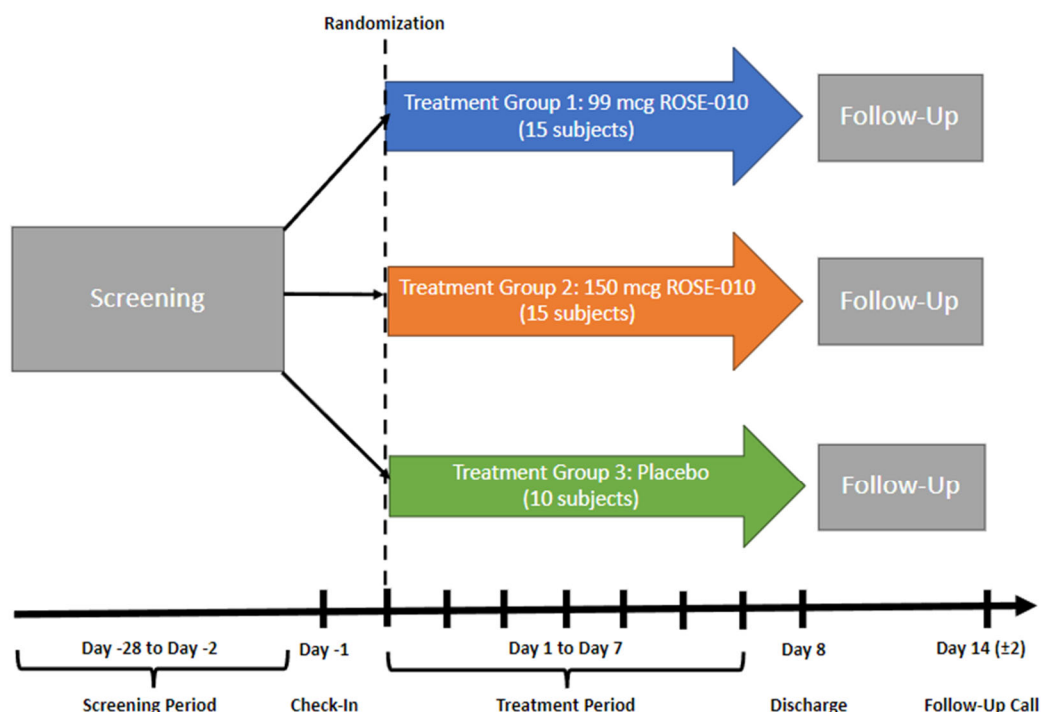 Randomization
Treatment Group 1: 99 mcg ROSE-010
(15 subjects)
Follow-Up
Screening
Treatment Group 2: 150 mcg ROSE-010
(15 subjects)
Follow-Up
Treatment Group 3: Placebo
(10 subjects)
Follow-Up
Day -28 to Day -2
Day -1
Day 1 to Day 7
Day 8
Day 14 (±2)
Screening Period
Check-In
Treatment Period
Discharge
Follow-Up Call